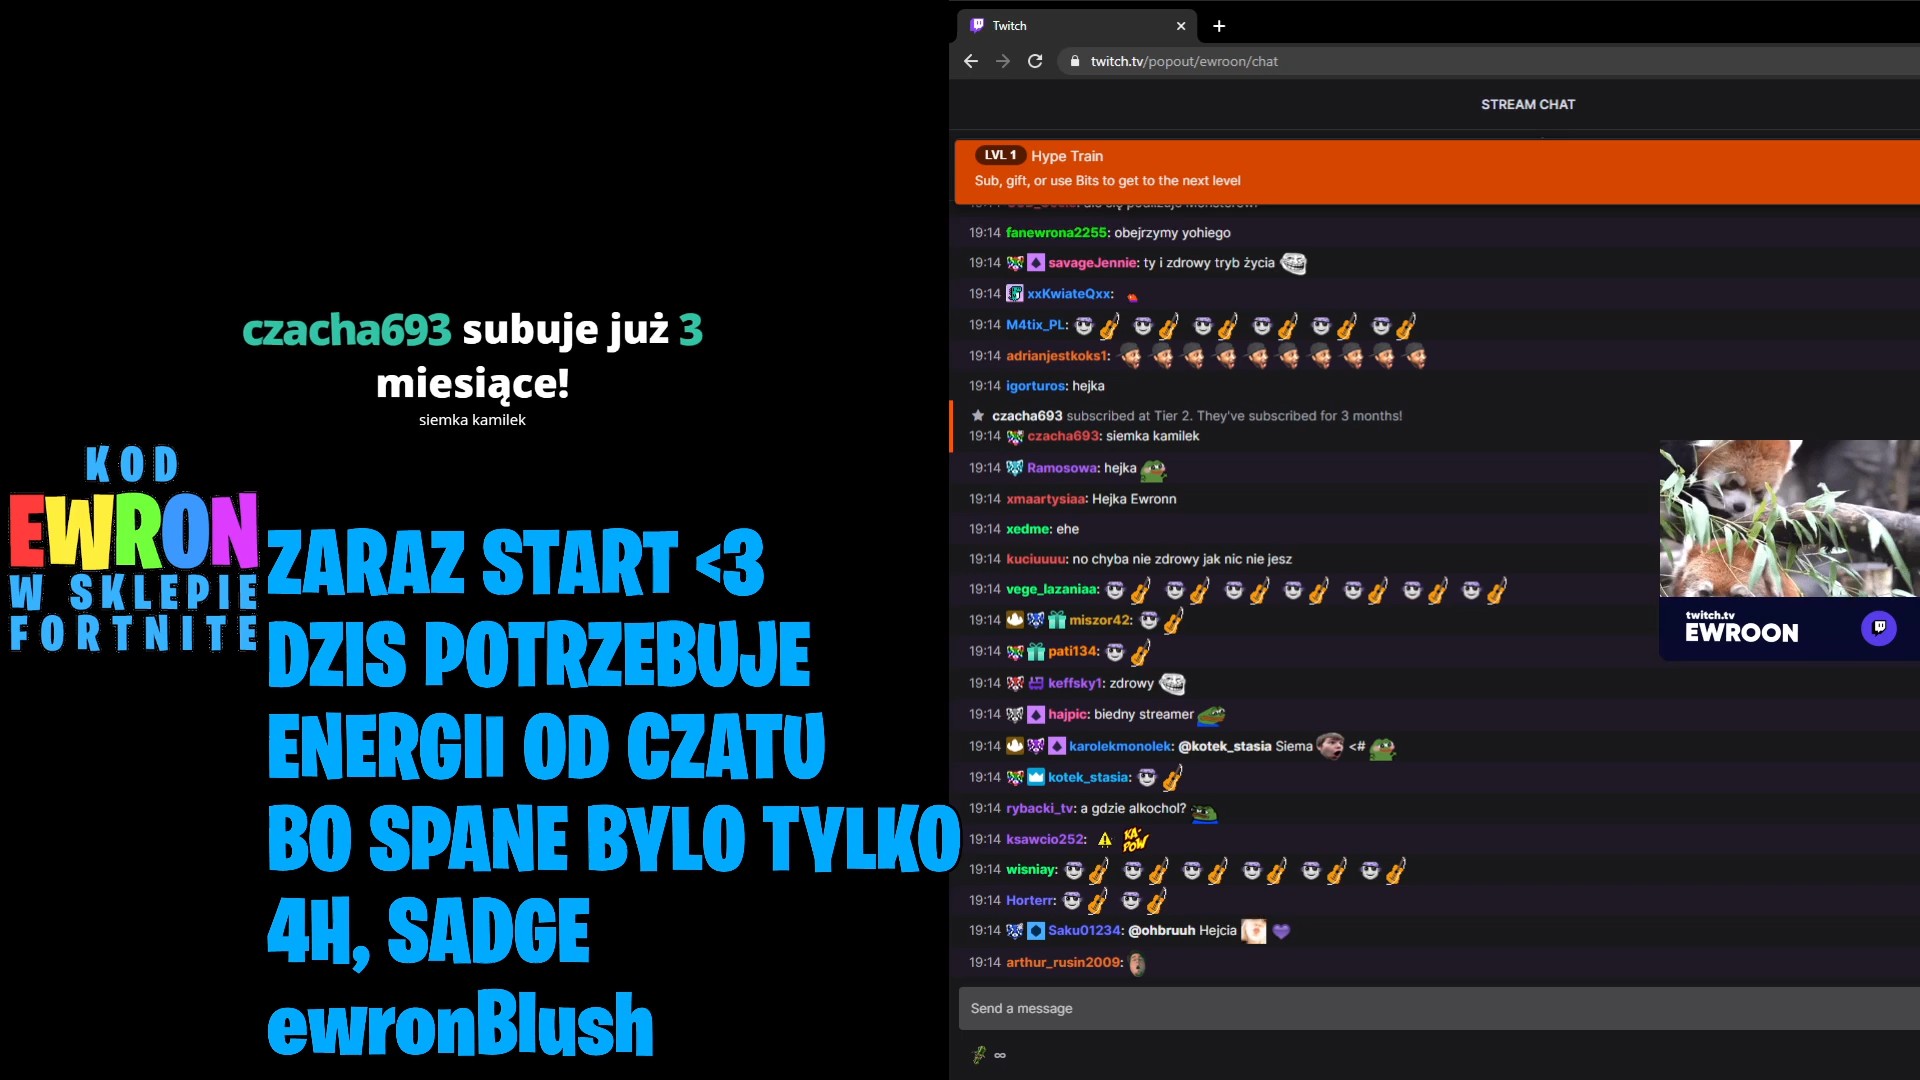 czacha693 subuje już 3
miesiące!
siemka kamilek
KOD
EWRON
W SKLEPIE
FORTNITE
ZARAZ START <3
DZIS POTRZEBUJE
ENERGII OD CZATU
BO SPANE BYLO TYLKO
4H, SADGE
ewronBlush
Twitch
twitch.tv/popout/ewroon/chat
STREAM CHAT
LVL 1 Hype Train
Sub, gift, or use Bits to get to the next level
19:14 fanewrona2255: obejrzymy yohiego
19:14 savageJennie: ty i zdrowy tryb życia
19:14 xxKwiateQxx:
19:14 M4tix_PL:
19:14 adrianjestkoks1:
19:14 igorturos: hejka
czacha693 subscribed at Tier 2. They've subscribed for 3 months!
19:14 czacha693: siemka kamilek
19:14 Ramosowa: hejka
19:14 xmaartysiaa: Hejka Ewronn
19:14 xedme: ehe
19:14 kuciuuuu: no chyba nie zdrowy jak nic nie jesz
19:14 vege_lazaniaa:
19:14 miszor42:
19:14 pati134:
19:14 keffsky1: zdrowy
19:14 hajpic: biedny streamer
19:14 karolekmonolek: @kotek_stasia Siema <#
19:14 kotek_stasia:
19:14 rybacki_tv: a gdzie alkochol?
19:14 ksawcio252: KA-POW
19:14 wisniay:
19:14 Horterr:
19:14 Saku01234: @ohbruuh Hejcia
19:14 arthur_rusin2009:
Send a message
∞
twitch.tv
EWROON